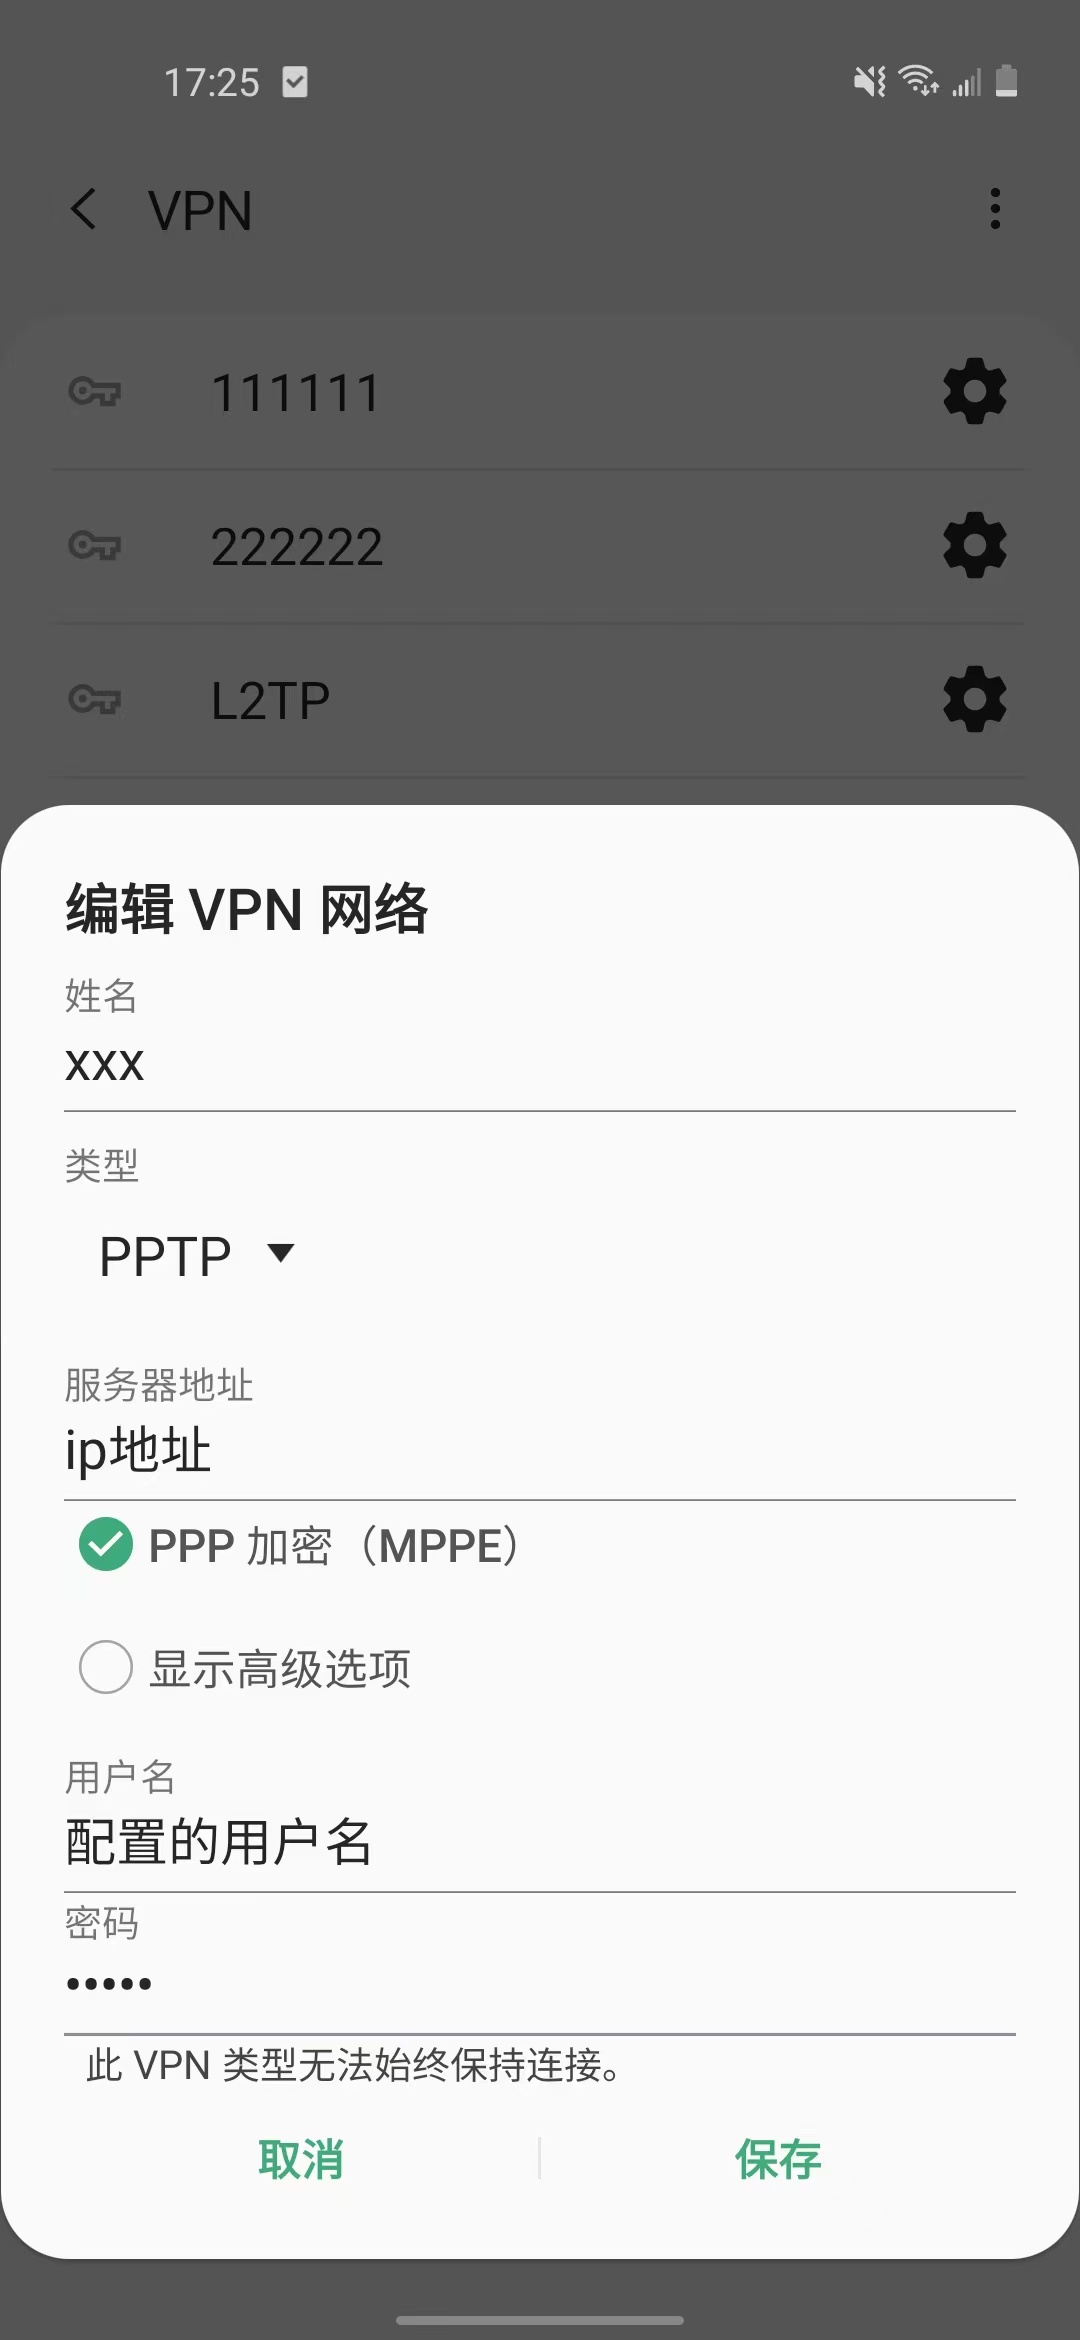 17:25
VPN
111111
222222
L2TP
编辑 VPN 网络
姓名
xxx
类型
PPTP
服务器地址
ip地址
PPP 加密（MPPE）
显示高级选项
用户名
配置的用户名
密码
•••••
此 VPN 类型无法始终保持连接。
取消
保存